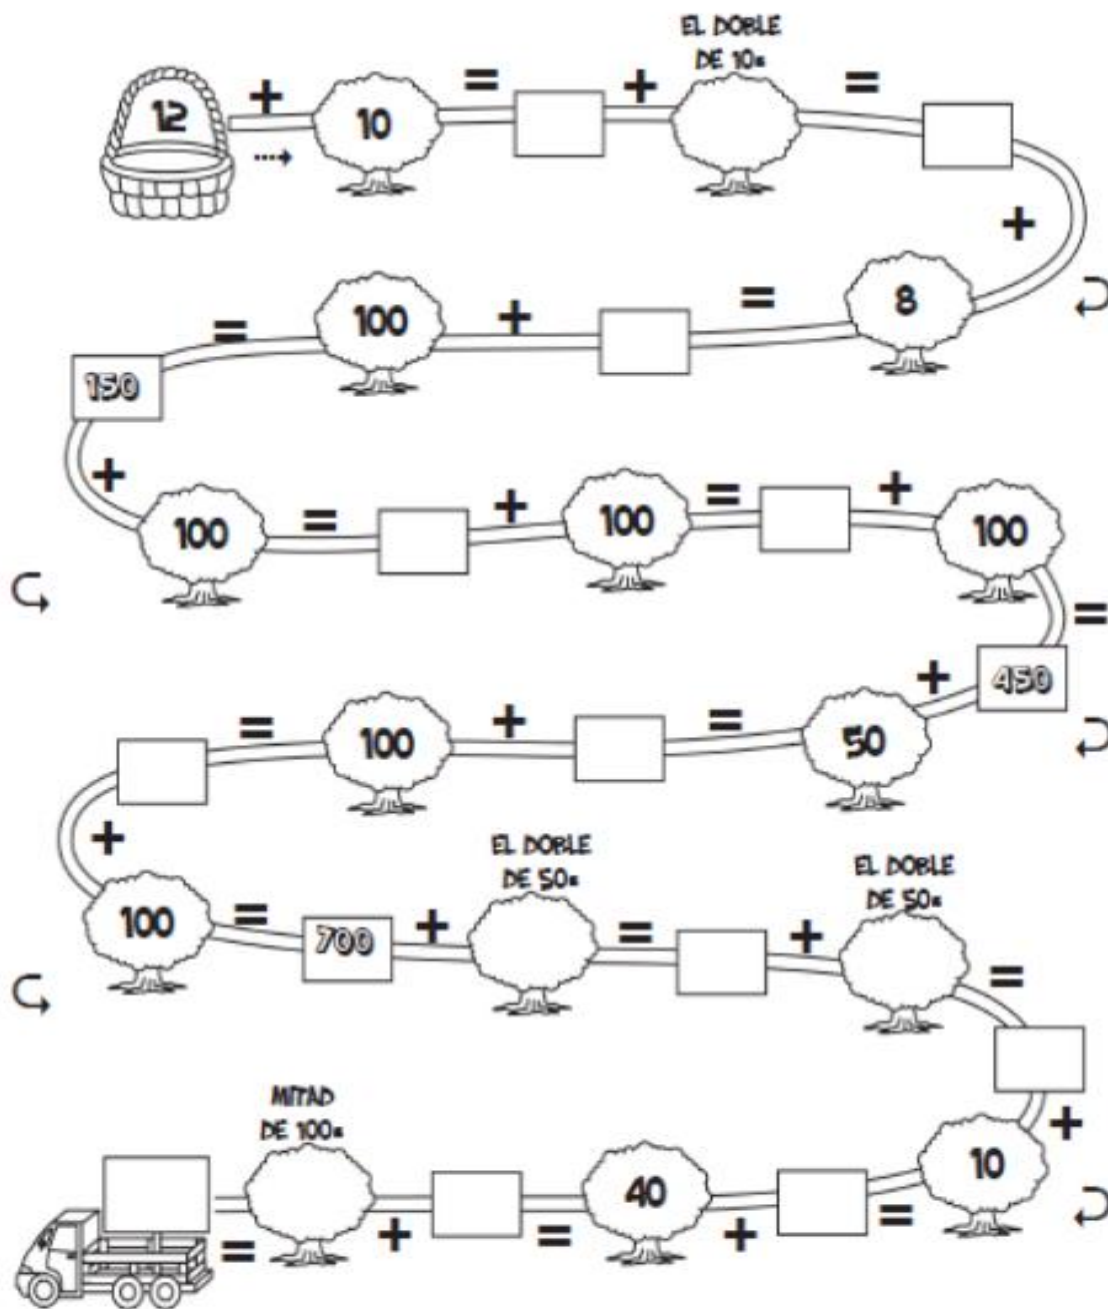 EL DOBLE
DE 10=
12 + 10 = + =
+
150 = 100 + = 8
+
100 = + 100 = + 100
=
450
= 100 + = 50 +
+
EL DOBLE
DE 50=
EL DOBLE
DE 50=
100 = 700 + = + =
+
MITAD
DE 100=
= + = 40 + = 10